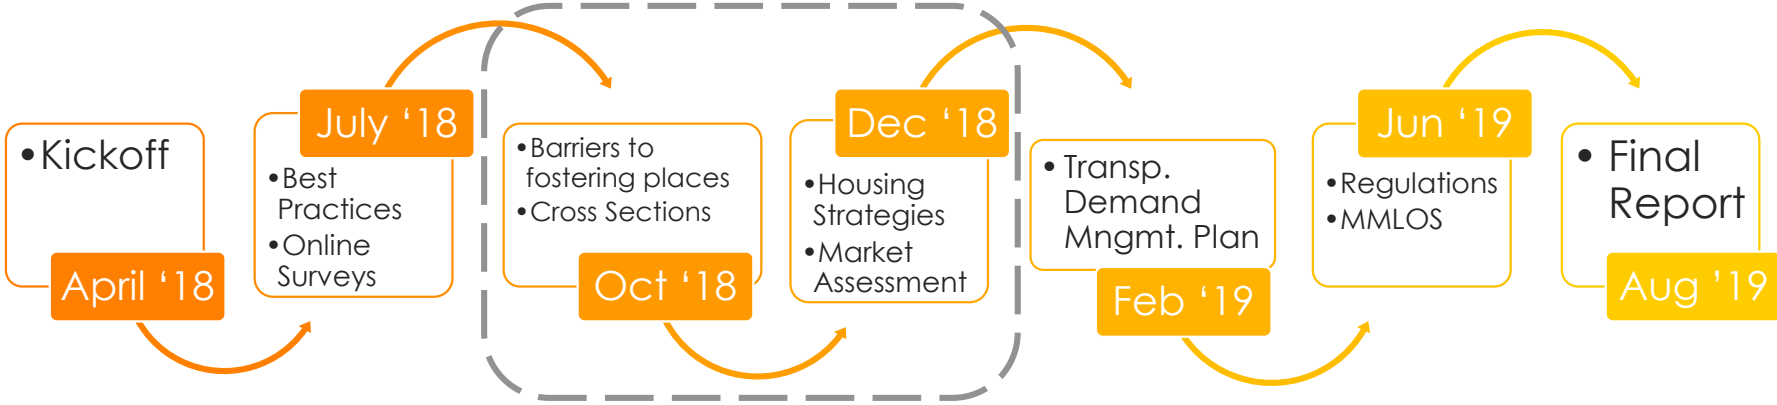 •Kickoff
April ‘18
July ‘18
•Best
Practices
•Online
Surveys
•Barriers to
fostering places
•Cross Sections
Oct ‘18
Dec ‘18
•Housing
Strategies
•Market
Assessment
• Transp.
Demand
Mngmt. Plan
Feb ‘19
Jun ‘19
•Regulations
•MMLOS
• Final
Report
Aug ’19